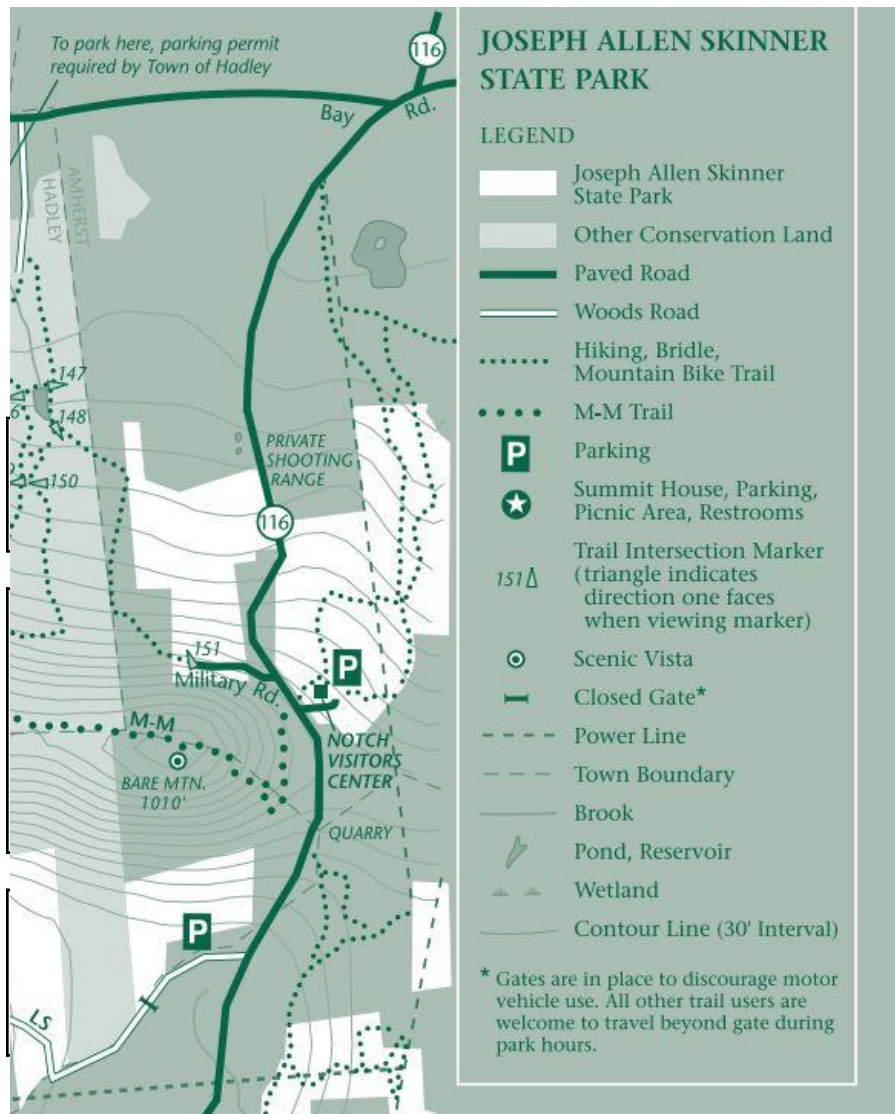 To park here, parking permit
required by Town of Hadley
116
Bay Rd.
AMHERST
HADLEY
147
148
150
PRIVATE
SHOOTING
RANGE
116
151
Military Rd.
P
M-M
NOTCH
VISITORS
CENTER
BARE MTN.
1010'
QUARRY
P
LS
JOSEPH ALLEN SKINNER
STATE PARK
LEGEND
Joseph Allen Skinner
State Park
Other Conservation Land
Paved Road
Woods Road
Hiking, Bridle,
Mountain Bike Trail
M-M Trail
P Parking
Summit House, Parking,
Picnic Area, Restrooms
Trail Intersection Marker
151 (triangle indicates
direction one faces
when viewing marker)
Scenic Vista
Closed Gate*
Power Line
Town Boundary
Brook
Pond, Reservoir
Wetland
Contour Line (30' Interval)
* Gates are in place to discourage motor
vehicle use. All other trail users are
welcome to travel beyond gate during
park hours.